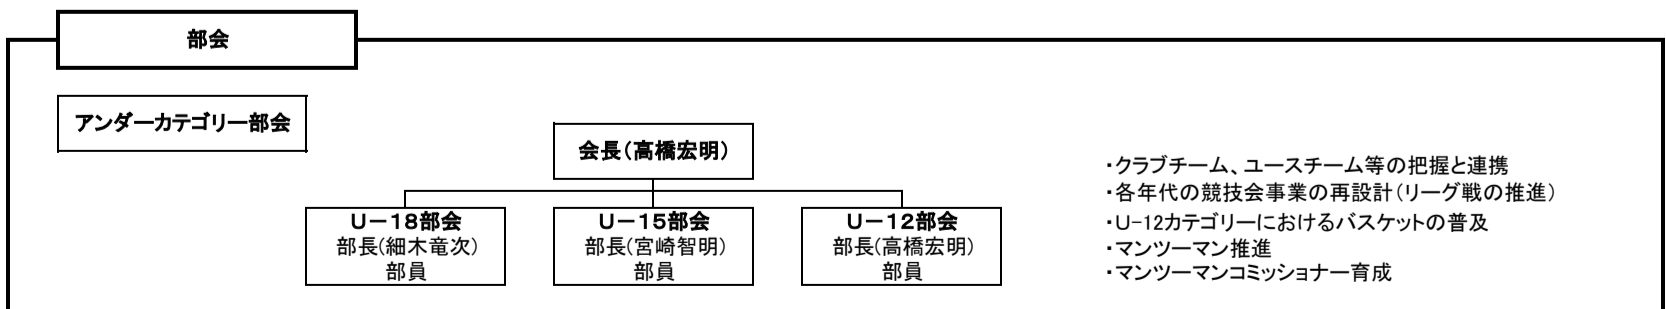 部会
アンダーカテゴリー部会
会長(高橋宏明)
U－18部会
部長(細木竜次)
部員
U－15部会
部長(宮崎智明)
部員
U－12部会
部長(高橋宏明)
部員
・クラブチーム、ユースチーム等の把握と連携
・各年代の競技会事業の再設計(リーグ戦の推進)
・U-12カテゴリーにおけるバスケットの普及
・マンツーマン推進
・マンツーマンコミッショナー育成